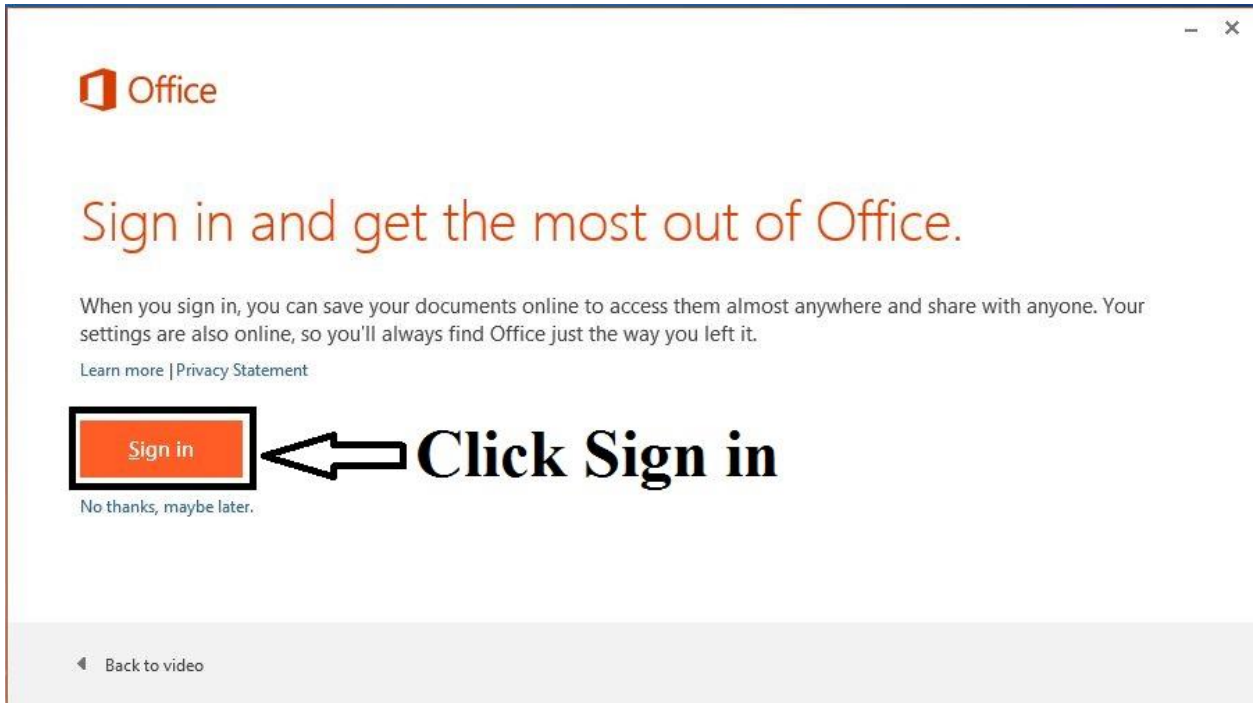 Office
Sign in and get the most out of Office.
When you sign in, you can save your documents online to access them almost anywhere and share with anyone. Your
settings are also online, so you'll always find Office just the way you left it.
Learn more | Privacy Statement
Sign in Click Sign in
No thanks, maybe later.
Back to video